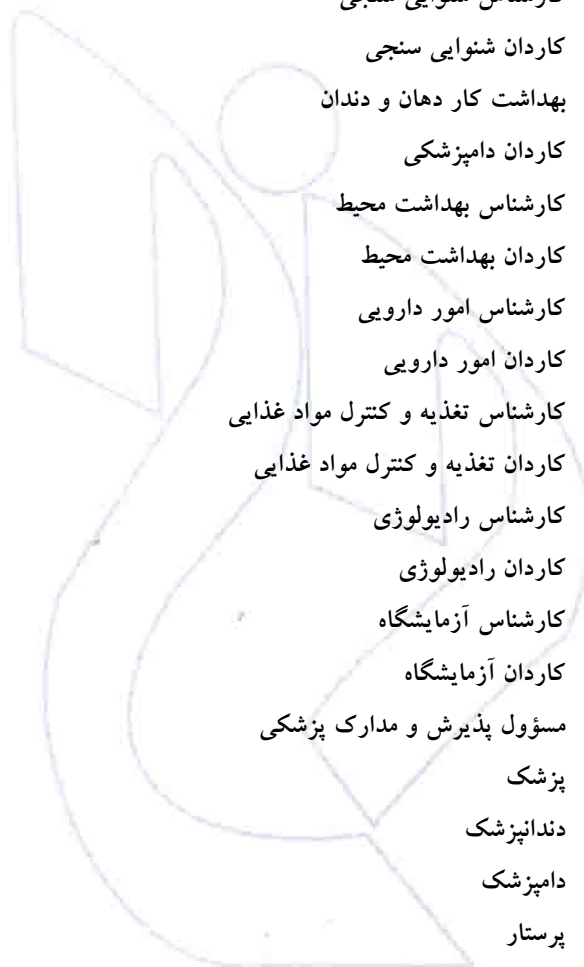 کاردان شنوایی سنجی
بهداشت کار دهان و دندان
کاردان دامپزشکی
کارشناس بهداشت محیط
کاردان بهداشت محیط
کارشناس امور دارویی
کاردان امور دارویی
کارشناس تغذیه و کنترل مواد غذایی
کاردان تغذیه و کنترل مواد غذایی
کارشناس رادیولوژی
کاردان رادیولوژی
کارشناس آزمایشگاه
کاردان آزمایشگاه
مسؤول پذیرش و مدارک پزشکی
پزشک
دندانپزشک
دامپزشک
پرستار